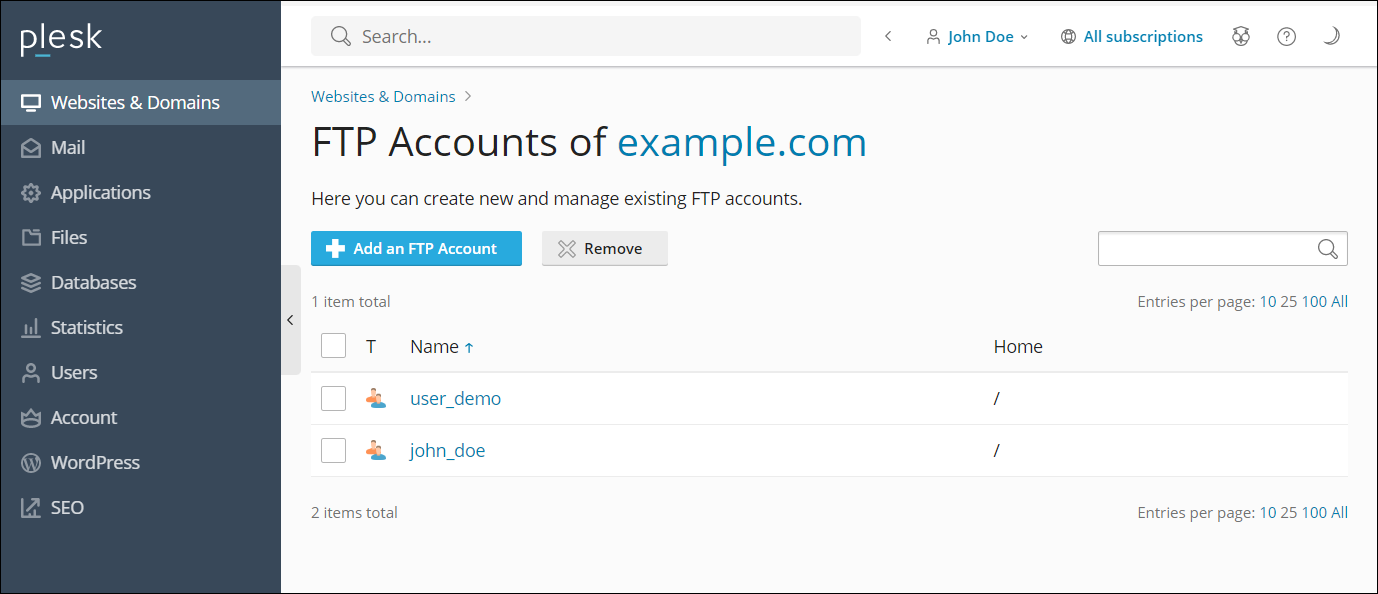 plesk
Search...
John Doe
All subscriptions
Websites & Domains
Mail
Applications
Files
Databases
Statistics
Users
Account
WordPress
SEO
Websites & Domains
FTP Accounts of example.com
Here you can create new and manage existing FTP accounts.
Add an FTP Account
Remove
1 item total
Entries per page: 10 25 100 All
T Name ↑ Home
user_demo /
john_doe /
2 items total
Entries per page: 10 25 100 All